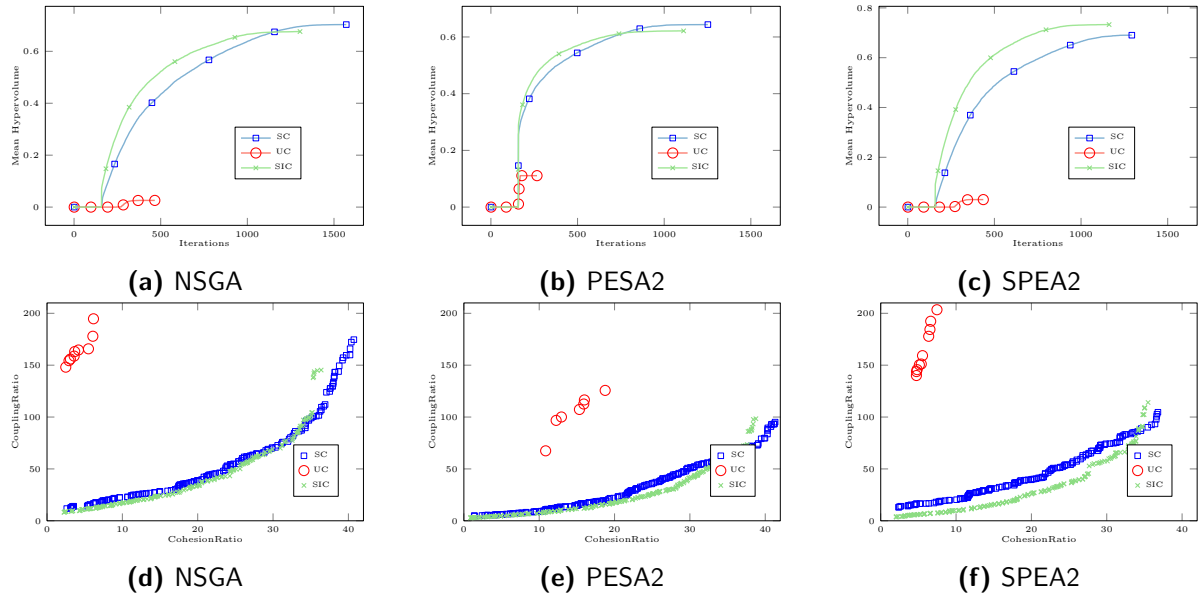 0.6
0.4
0.2
0
Mean Hypervolume
SC
UC
SIC
0 500 1000 1500
Iterations
(a) NSGA
0.6
0.4
0.2
0
Mean Hypervolume
SC
UC
SIC
0 500 1000 1500
Iterations
(b) PESA2
0.8
0.6
0.4
0.2
0
Mean Hypervolume
SC
UC
SIC
0 500 1000 1500
Iterations
(c) SPEA2
200
150
100
50
0
CouplingRatio
SC
UC
SIC
0 10 20 30 40
CohesionRatio
(d) NSGA
200
150
100
50
0
CouplingRatio
SC
UC
SIC
0 10 20 30 40
CohesionRatio
(e) PESA2
200
150
100
50
0
CouplingRatio
SC
UC
SIC
0 10 20 30 40
CohesionRatio
(f) SPEA2